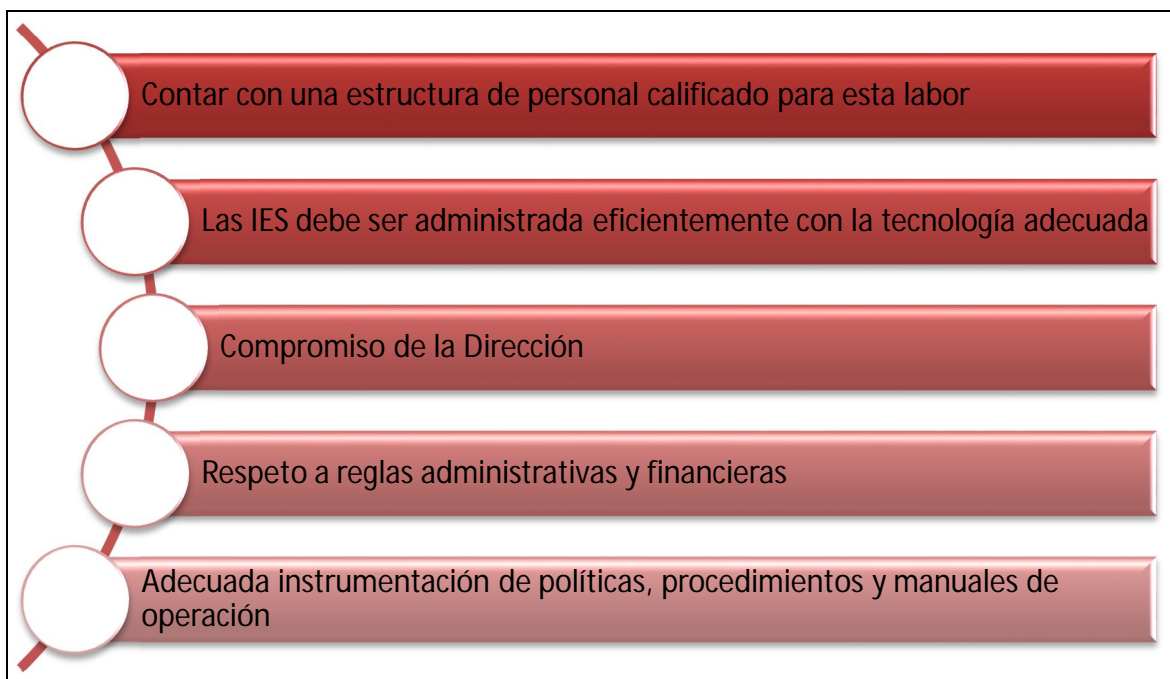 Contar con una estructura de personal calificado para esta labor
Las IES debe ser administrada eficientemente con la tecnología adecuada
Compromiso de la Dirección
Respeto a reglas administrativas y financieras
Adecuada instrumentación de políticas, procedimientos y manuales de
operación